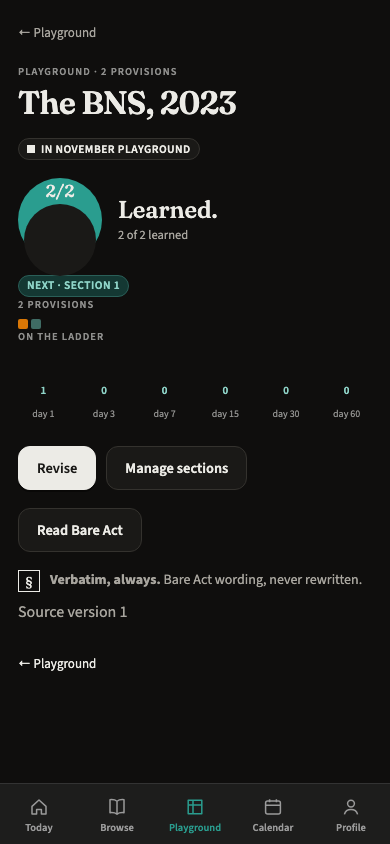 ← Playground
PLAYGROUND · 2 PROVISIONS
The BNS, 2023
IN NOVEMBER PLAYGROUND
2/2
Learned.
2 of 2 learned
NEXT · SECTION 1
2 PROVISIONS
ON THE LADDER
1 0 0 0 0 0
day 1 day 3 day 7 day 15 day 30 day 60
Revise Manage sections
Read Bare Act
§ Verbatim, always. Bare Act wording, never rewritten.
Source version 1
← Playground
Today Browse Playground Calendar Profile